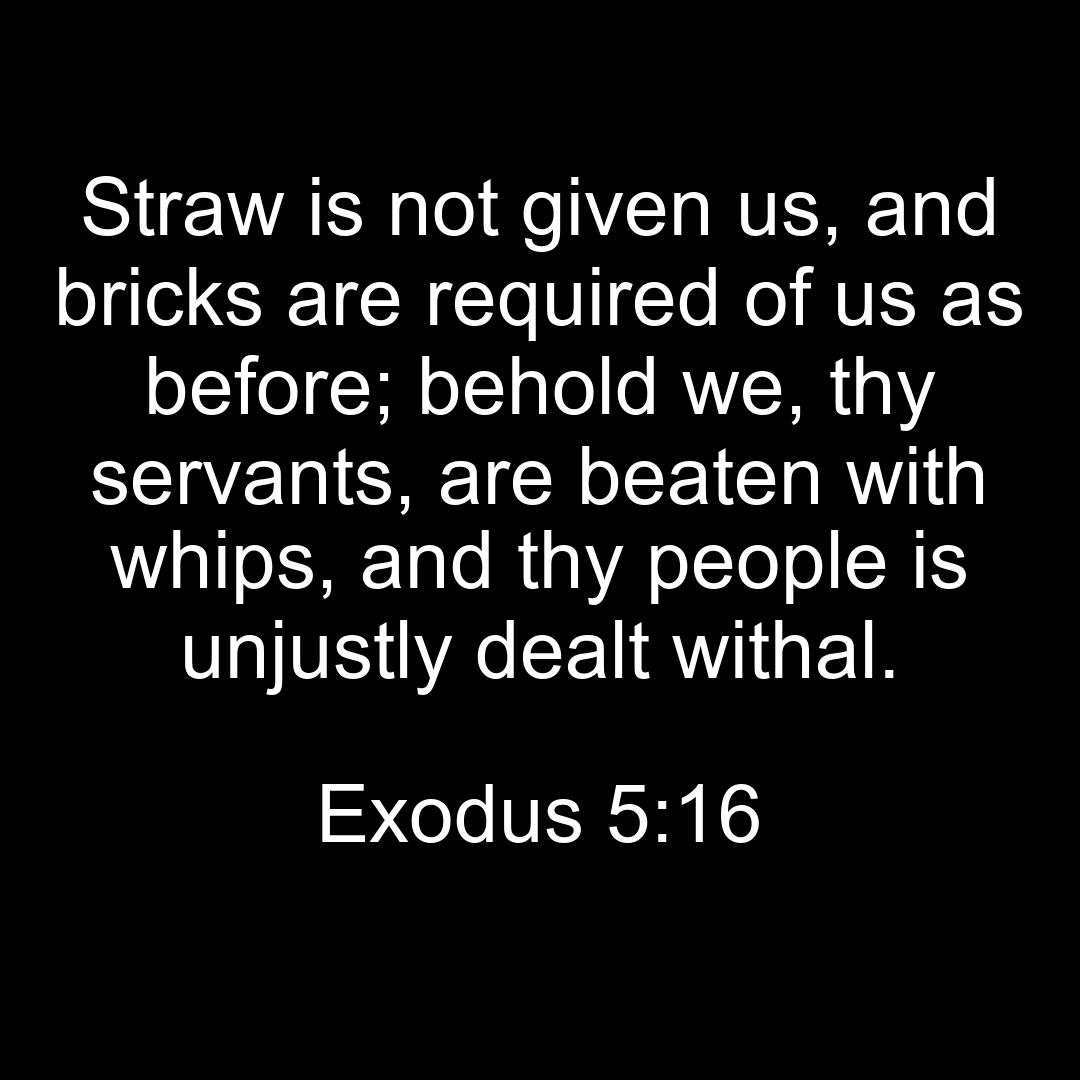 Straw is not given us, and
bricks are required of us as
before; behold we, thy
servants, are beaten with
whips, and thy people is
unjustly dealt withal.
Exodus 5:16